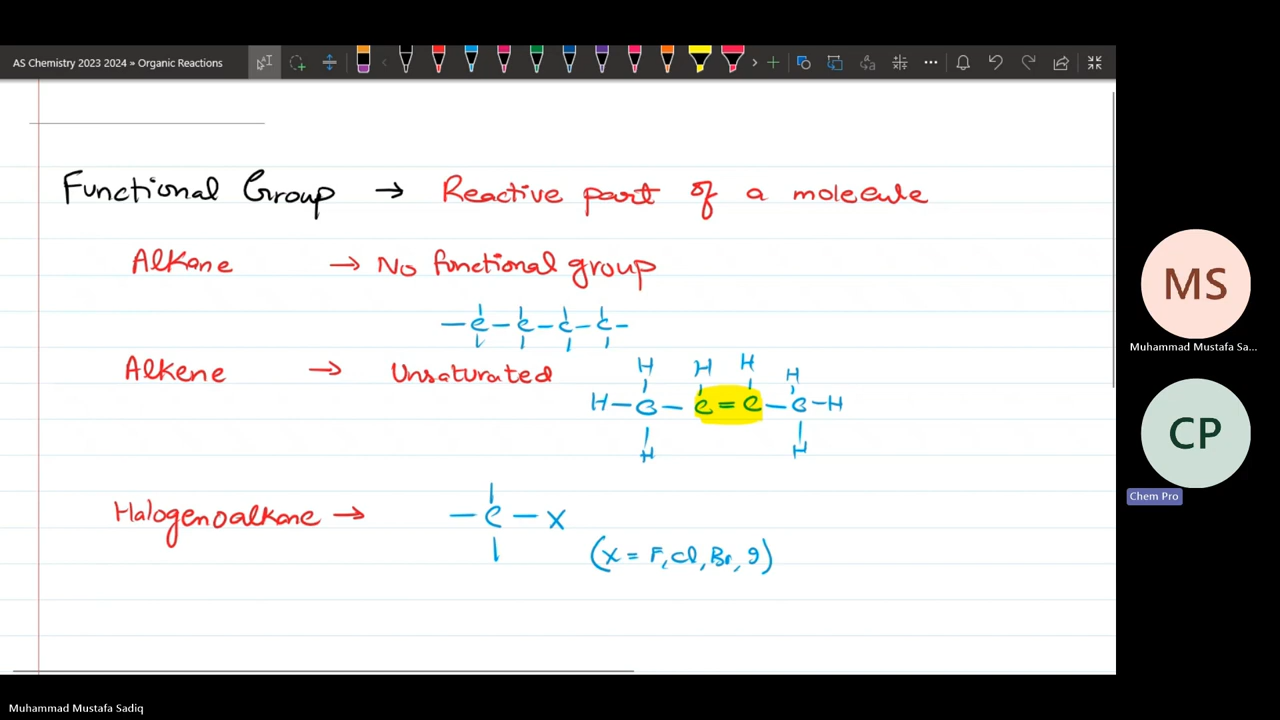 AS Chemistry 2023 2024 » Organic Reactions
Functional Group → Reactive part of a molecule
Alkane → No functional group
– C – C – C – C –
Alkene → Unsaturated
H H H H
H – C – C = C – C – H
H H
Halogenoalkane → – C – X
(X = F, Cl, Br, I)
MS
Muhammad Mustafa Sa...
CP
Chem Pro
Muhammad Mustafa Sadiq